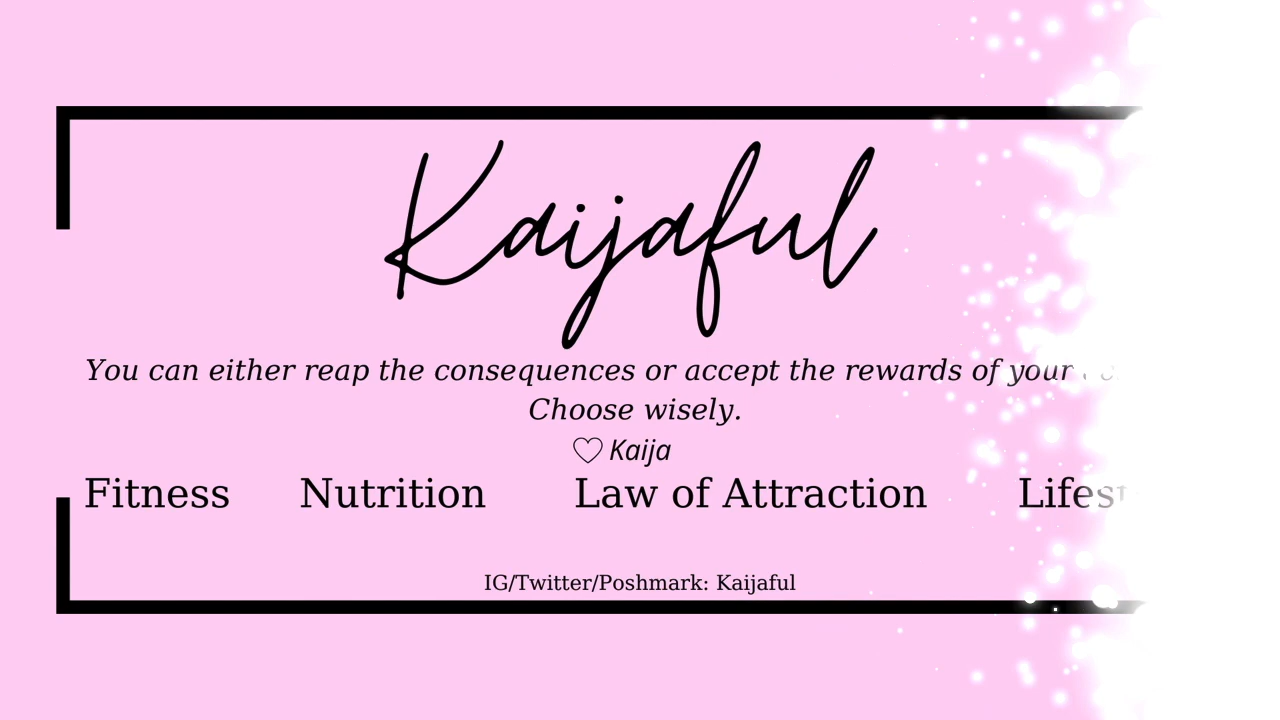 Kaijaful
You can either reap the consequences or accept the rewards of your
Choose wisely.
♡ Kaija
Fitness Nutrition Law of Attraction
IG/Twitter/Poshmark: Kaijaful